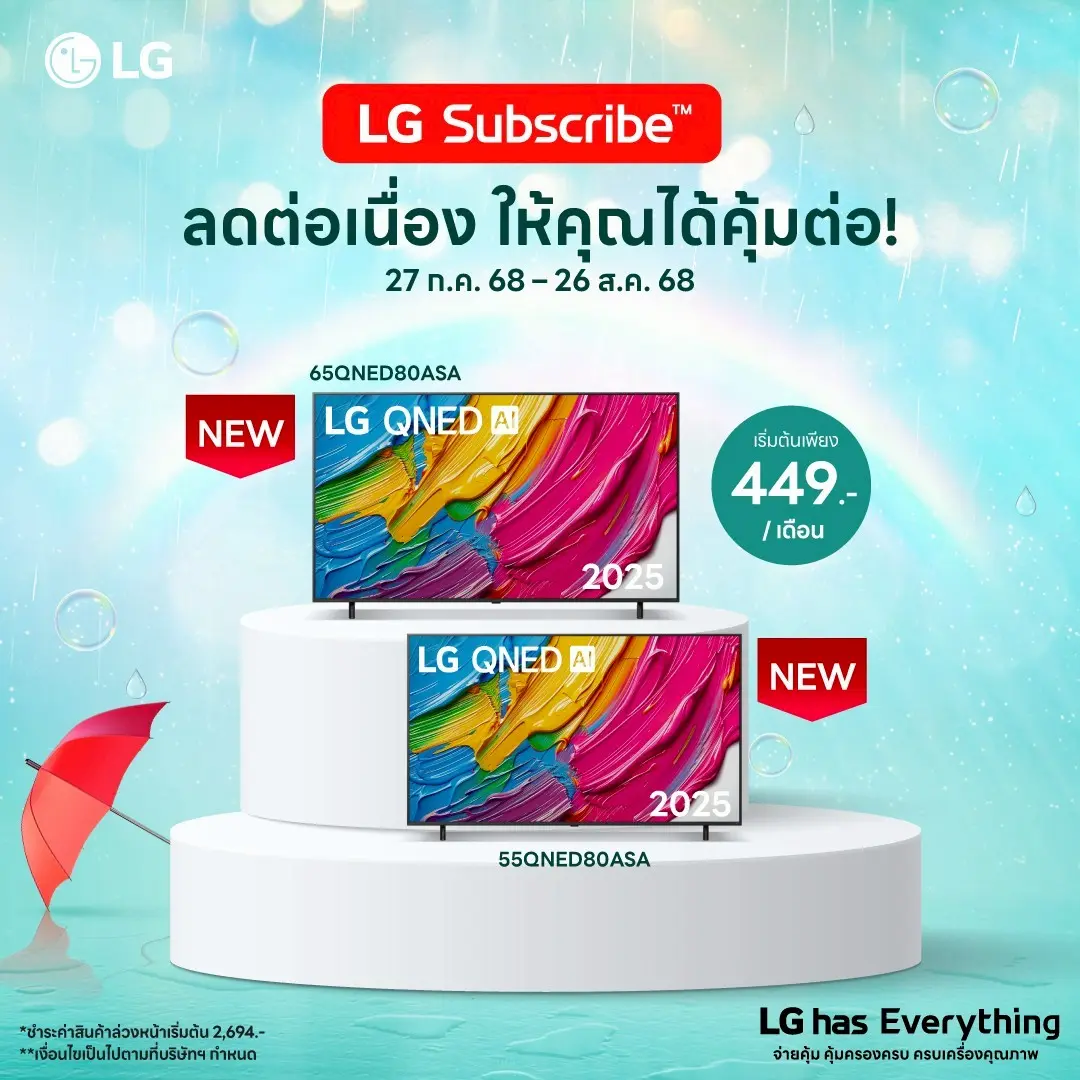 LG
LG Subscribe™
ลดต่อเนื่อง ให้คุณได้คุ้มต่อ!
27 ก.ค. 68 – 26 ส.ค. 68
65QNED80ASA
NEW
LG QNED AI
2025
เริ่มต้นเพียง
449.-
/ เดือน
LG QNED AI
2025
NEW
55QNED80ASA
*ชำระค่าสินค้าล่วงหน้าเริ่มต้น 2,694.-
**เงื่อนไขเป็นไปตามที่บริษัทฯ กำหนด
LG has Everything
จ่ายคุ้ม คุ้มครองครบ ครบเครื่องคุณภาพ